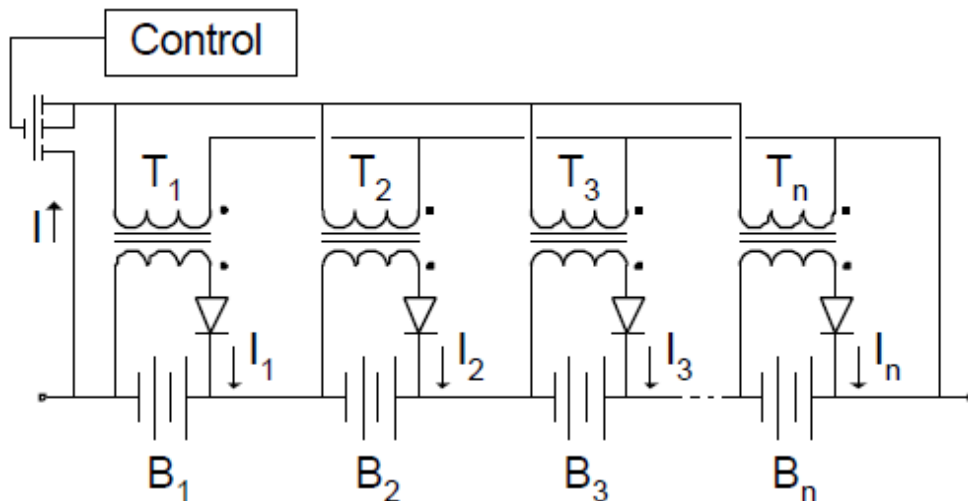 Control
T₁ T₂ T₃ Tₙ
I
I₁ I₂ I₃ Iₙ
B₁ B₂ B₃ Bₙ